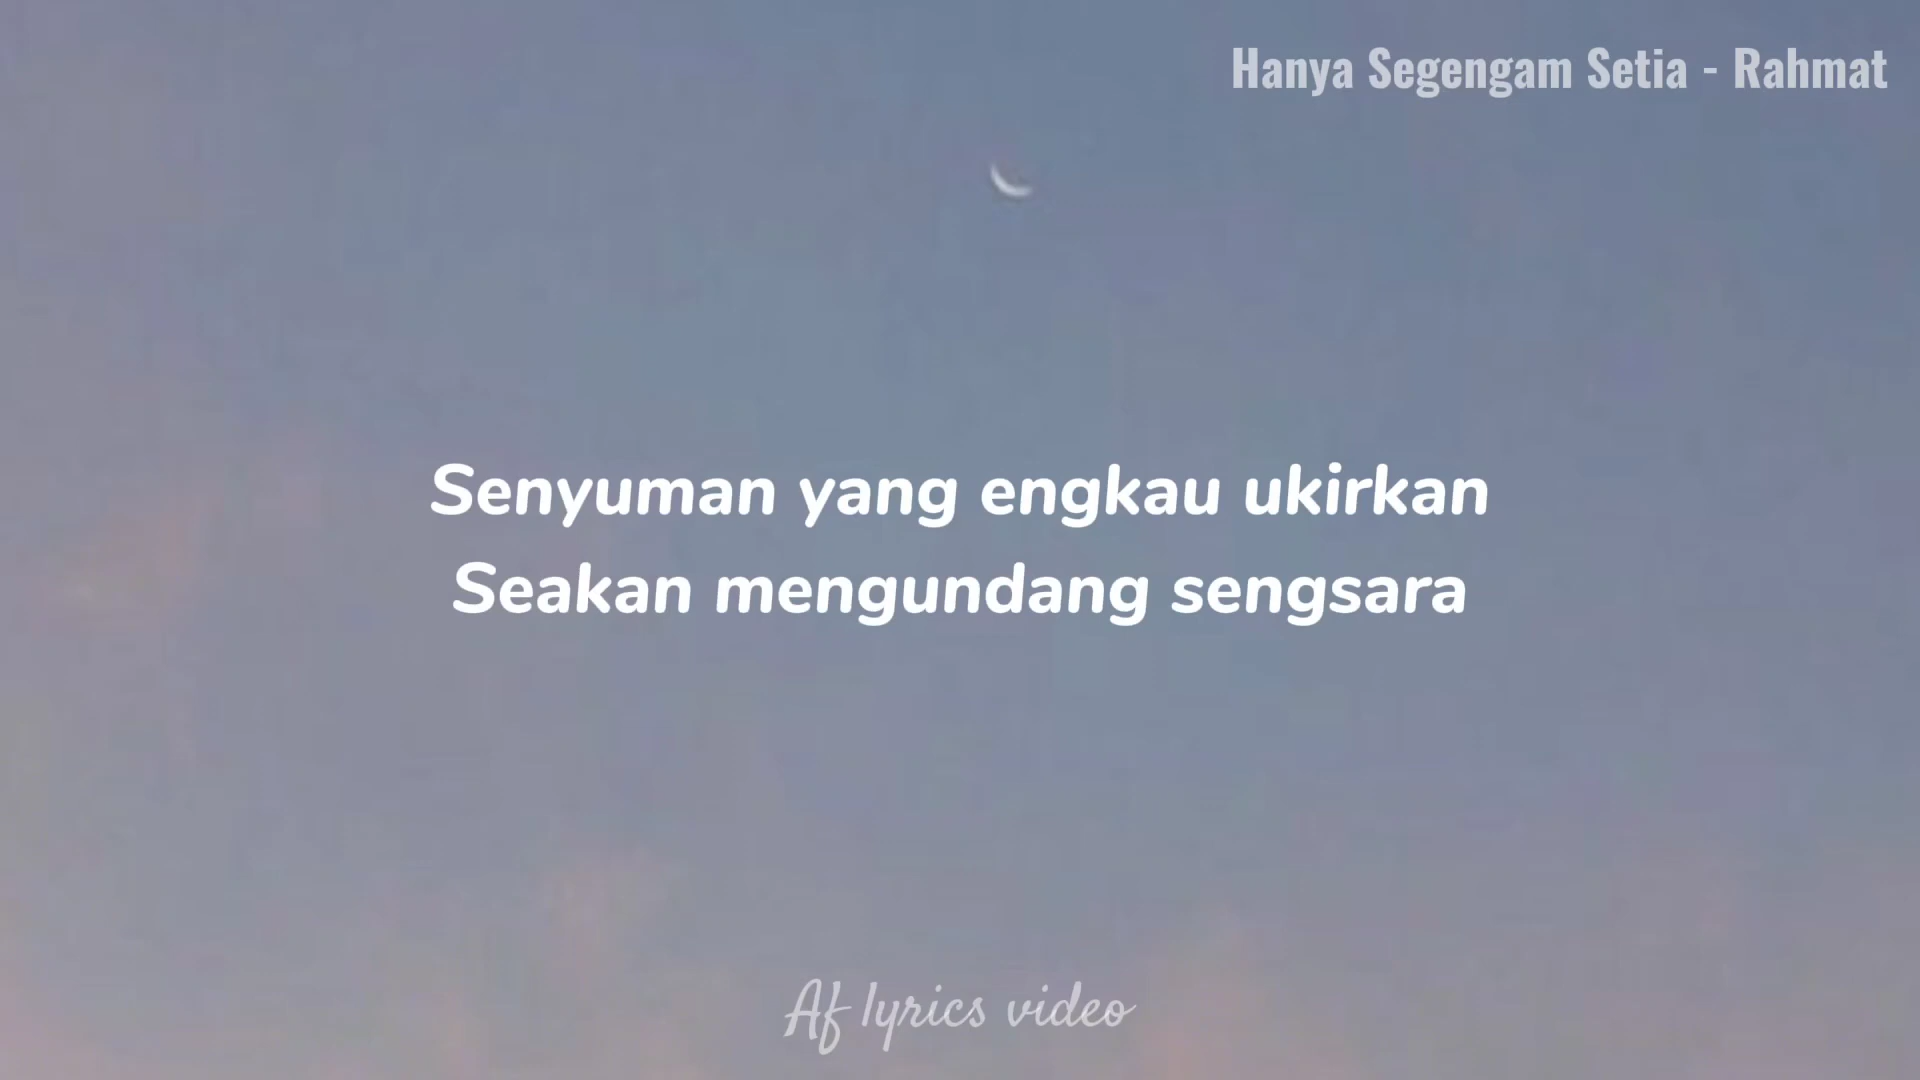 Hanya Segengam Setia - Rahmat
Senyuman yang engkau ukirkan
Seakan mengundang sengsara
Af lyrics video